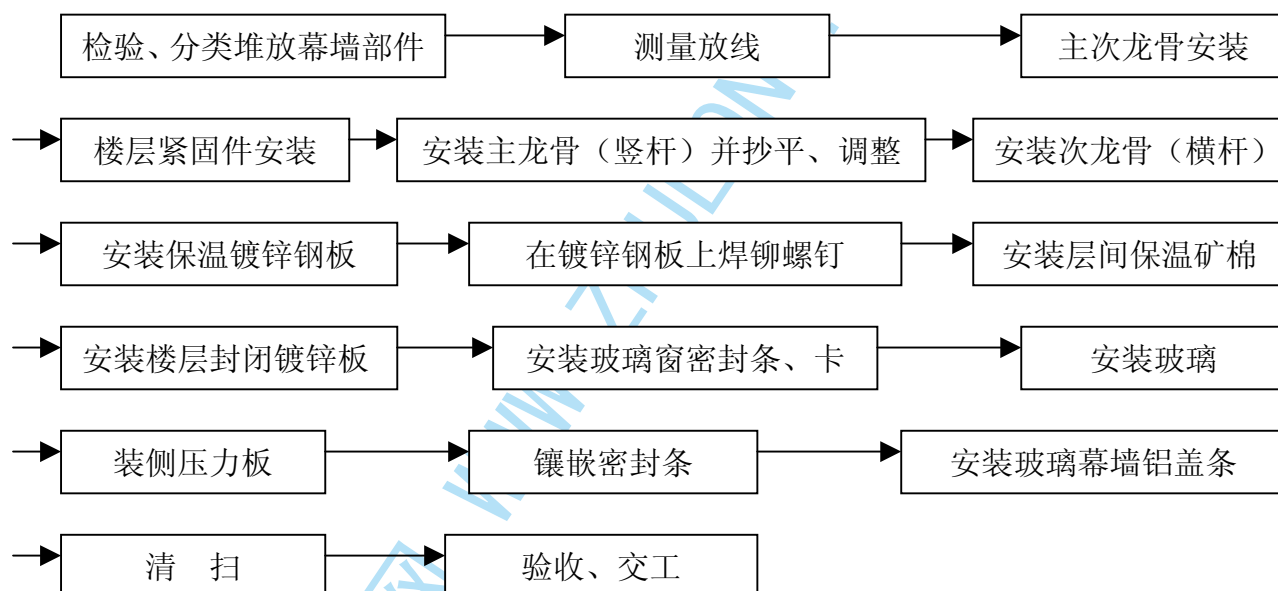 检验、分类堆放幕墙部件 测量放线 主次龙骨安装
楼层紧固件安装 安装主龙骨（竖杆）并抄平、调整 安装次龙骨（横杆）
安装保温镀锌钢板 在镀锌钢板上焊铆螺钉 安装层间保温矿棉
安装楼层封闭镀锌板 安装玻璃窗密封条、卡 安装玻璃
装侧压力板 镶嵌密封条 安装玻璃幕墙铝盖条
清 扫 验收、交工
网 WWW.ZHULON